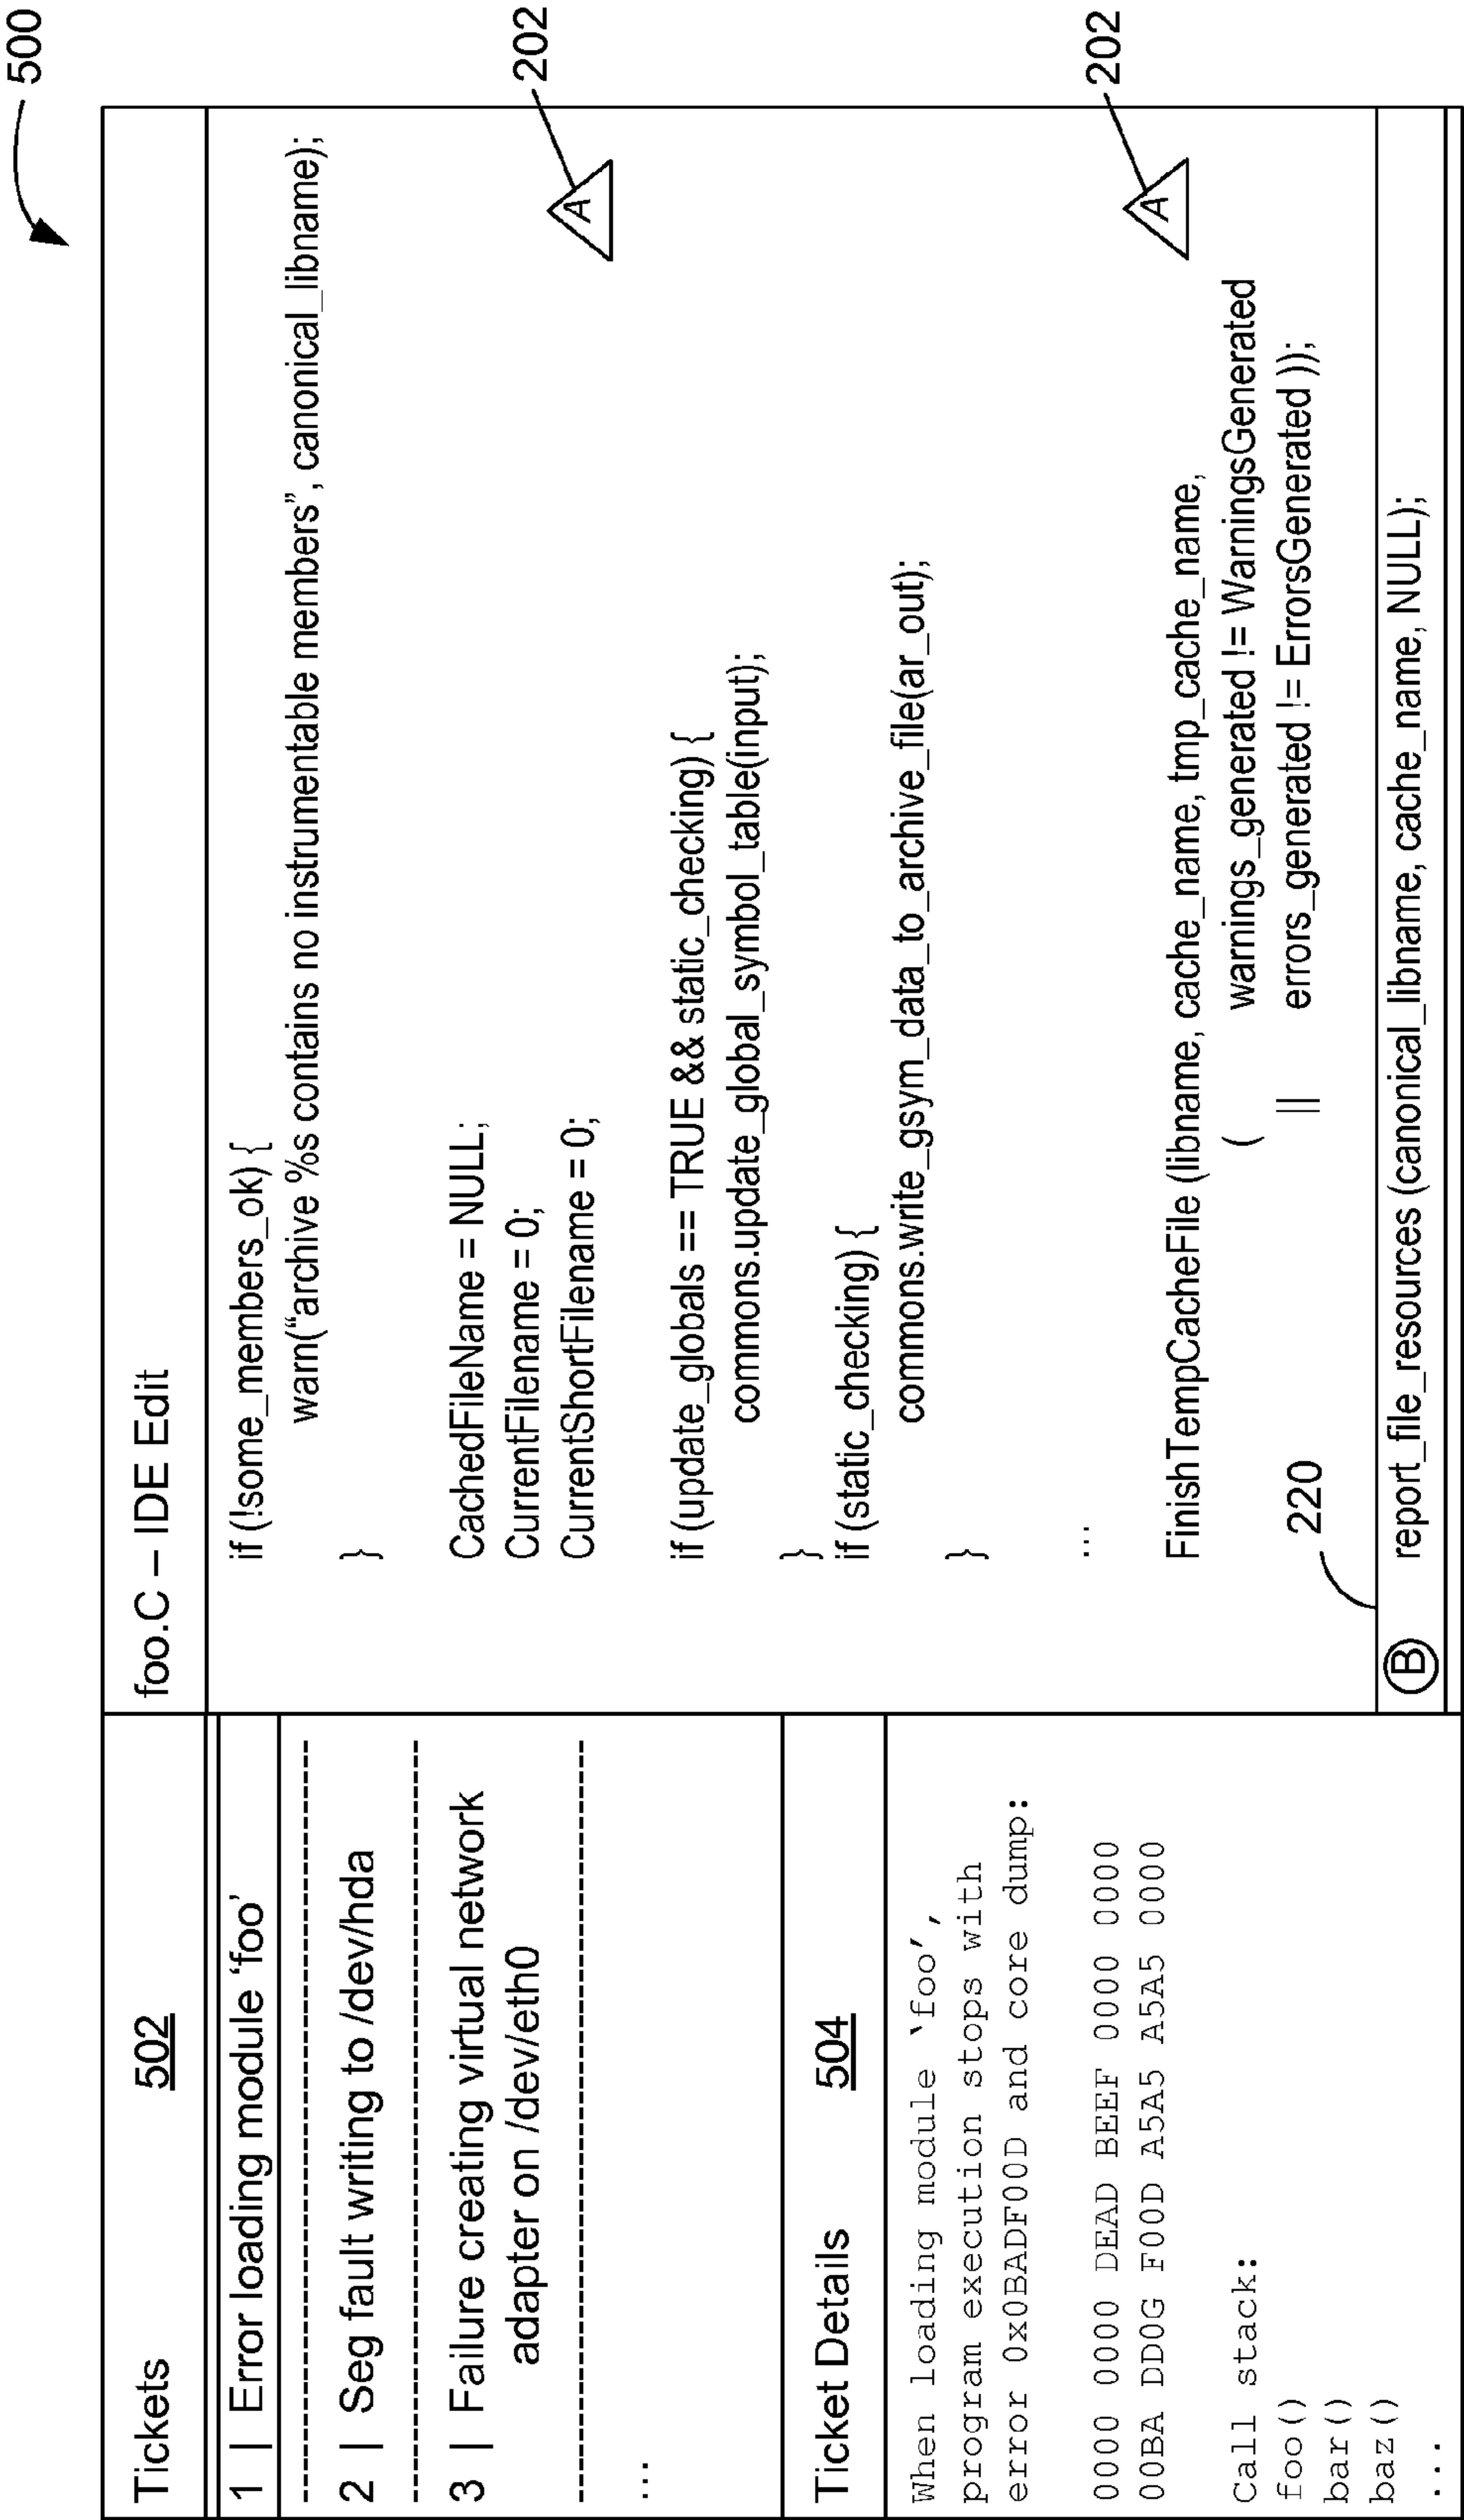 500
Tickets 502
1 | Error loading module ‘foo’
2 | Seg fault writing to /dev/hda
3 | Failure creating virtual network
adapter on /dev/eth0
...
Ticket Details 504
When loading module ‘foo’,
program execution stops with
error 0x0BADF00D and core dump:
0000 0000 DEAD BEEF 0000 0000
00BA DD0G F00D A5A5 A5A5 0000
Call stack:
foo()
bar()
baz()
...
foo.C – IDE Edit
if (!some_members_ok) {
warn(“archive %s contains no instrumentable members”, canonical_libname);
}
CachedFileName = NULL;
CurrentFilename = 0;
CurrentShortFilename = 0;
A 202
if (update_globals == TRUE && static_checking) {
commons.update_global_symbol_table(input);
}
if (static_checking) {
commons.write_gsym_data_to_archive_file(ar_out);
}
...
FinishTempCacheFile (libname, cache_name, tmp_cache_name,
( warnings_generated != WarningsGenerated
|| errors_generated != ErrorsGenerated ));
A 202
220
B report_file_resources (canonical_libname, cache_name, NULL);